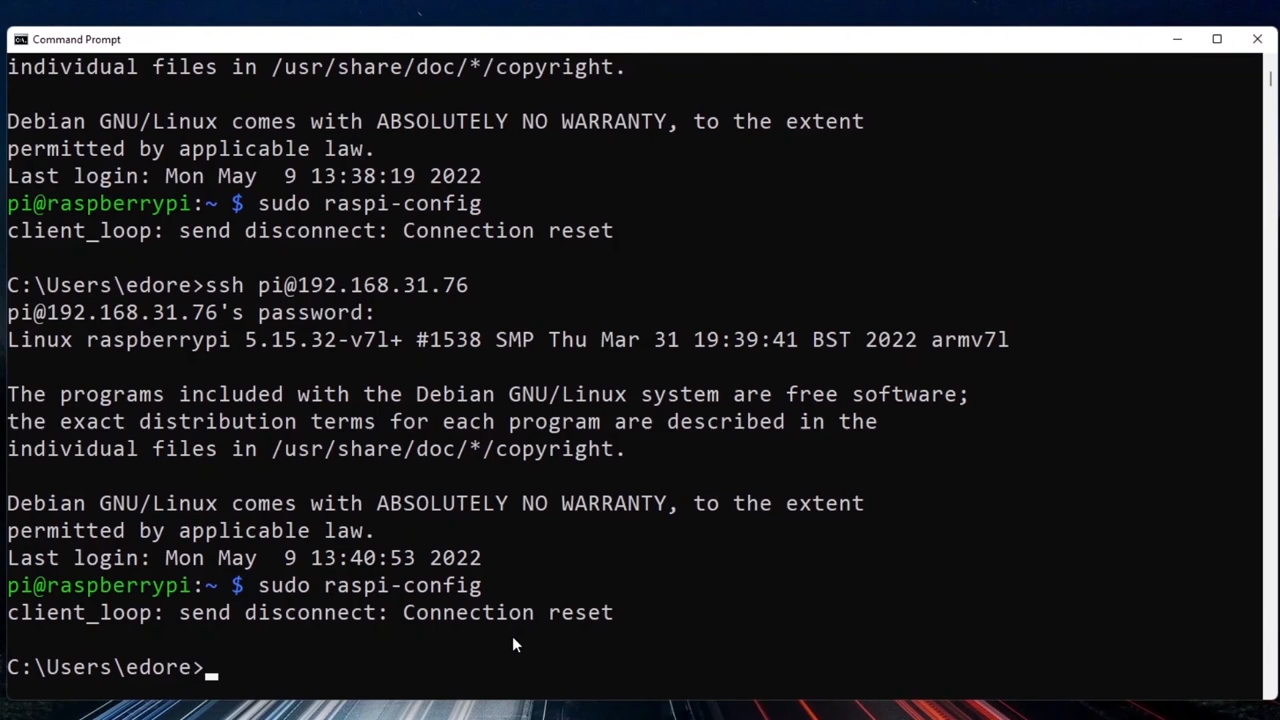 Command Prompt
individual files in /usr/share/doc/*/copyright.
Debian GNU/Linux comes with ABSOLUTELY NO WARRANTY, to the extent
permitted by applicable law.
Last login: Mon May  9 13:38:19 2022
pi@raspberrypi:~ $ sudo raspi-config
client_loop: send disconnect: Connection reset
C:\Users\edore>ssh pi@192.168.31.76
pi@192.168.31.76's password:
Linux raspberrypi 5.15.32-v7l+ #1538 SMP Thu Mar 31 19:39:41 BST 2022 armv7l
The programs included with the Debian GNU/Linux system are free software;
the exact distribution terms for each program are described in the
individual files in /usr/share/doc/*/copyright.
Debian GNU/Linux comes with ABSOLUTELY NO WARRANTY, to the extent
permitted by applicable law.
Last login: Mon May  9 13:40:53 2022
pi@raspberrypi:~ $ sudo raspi-config
client_loop: send disconnect: Connection reset
C:\Users\edore>